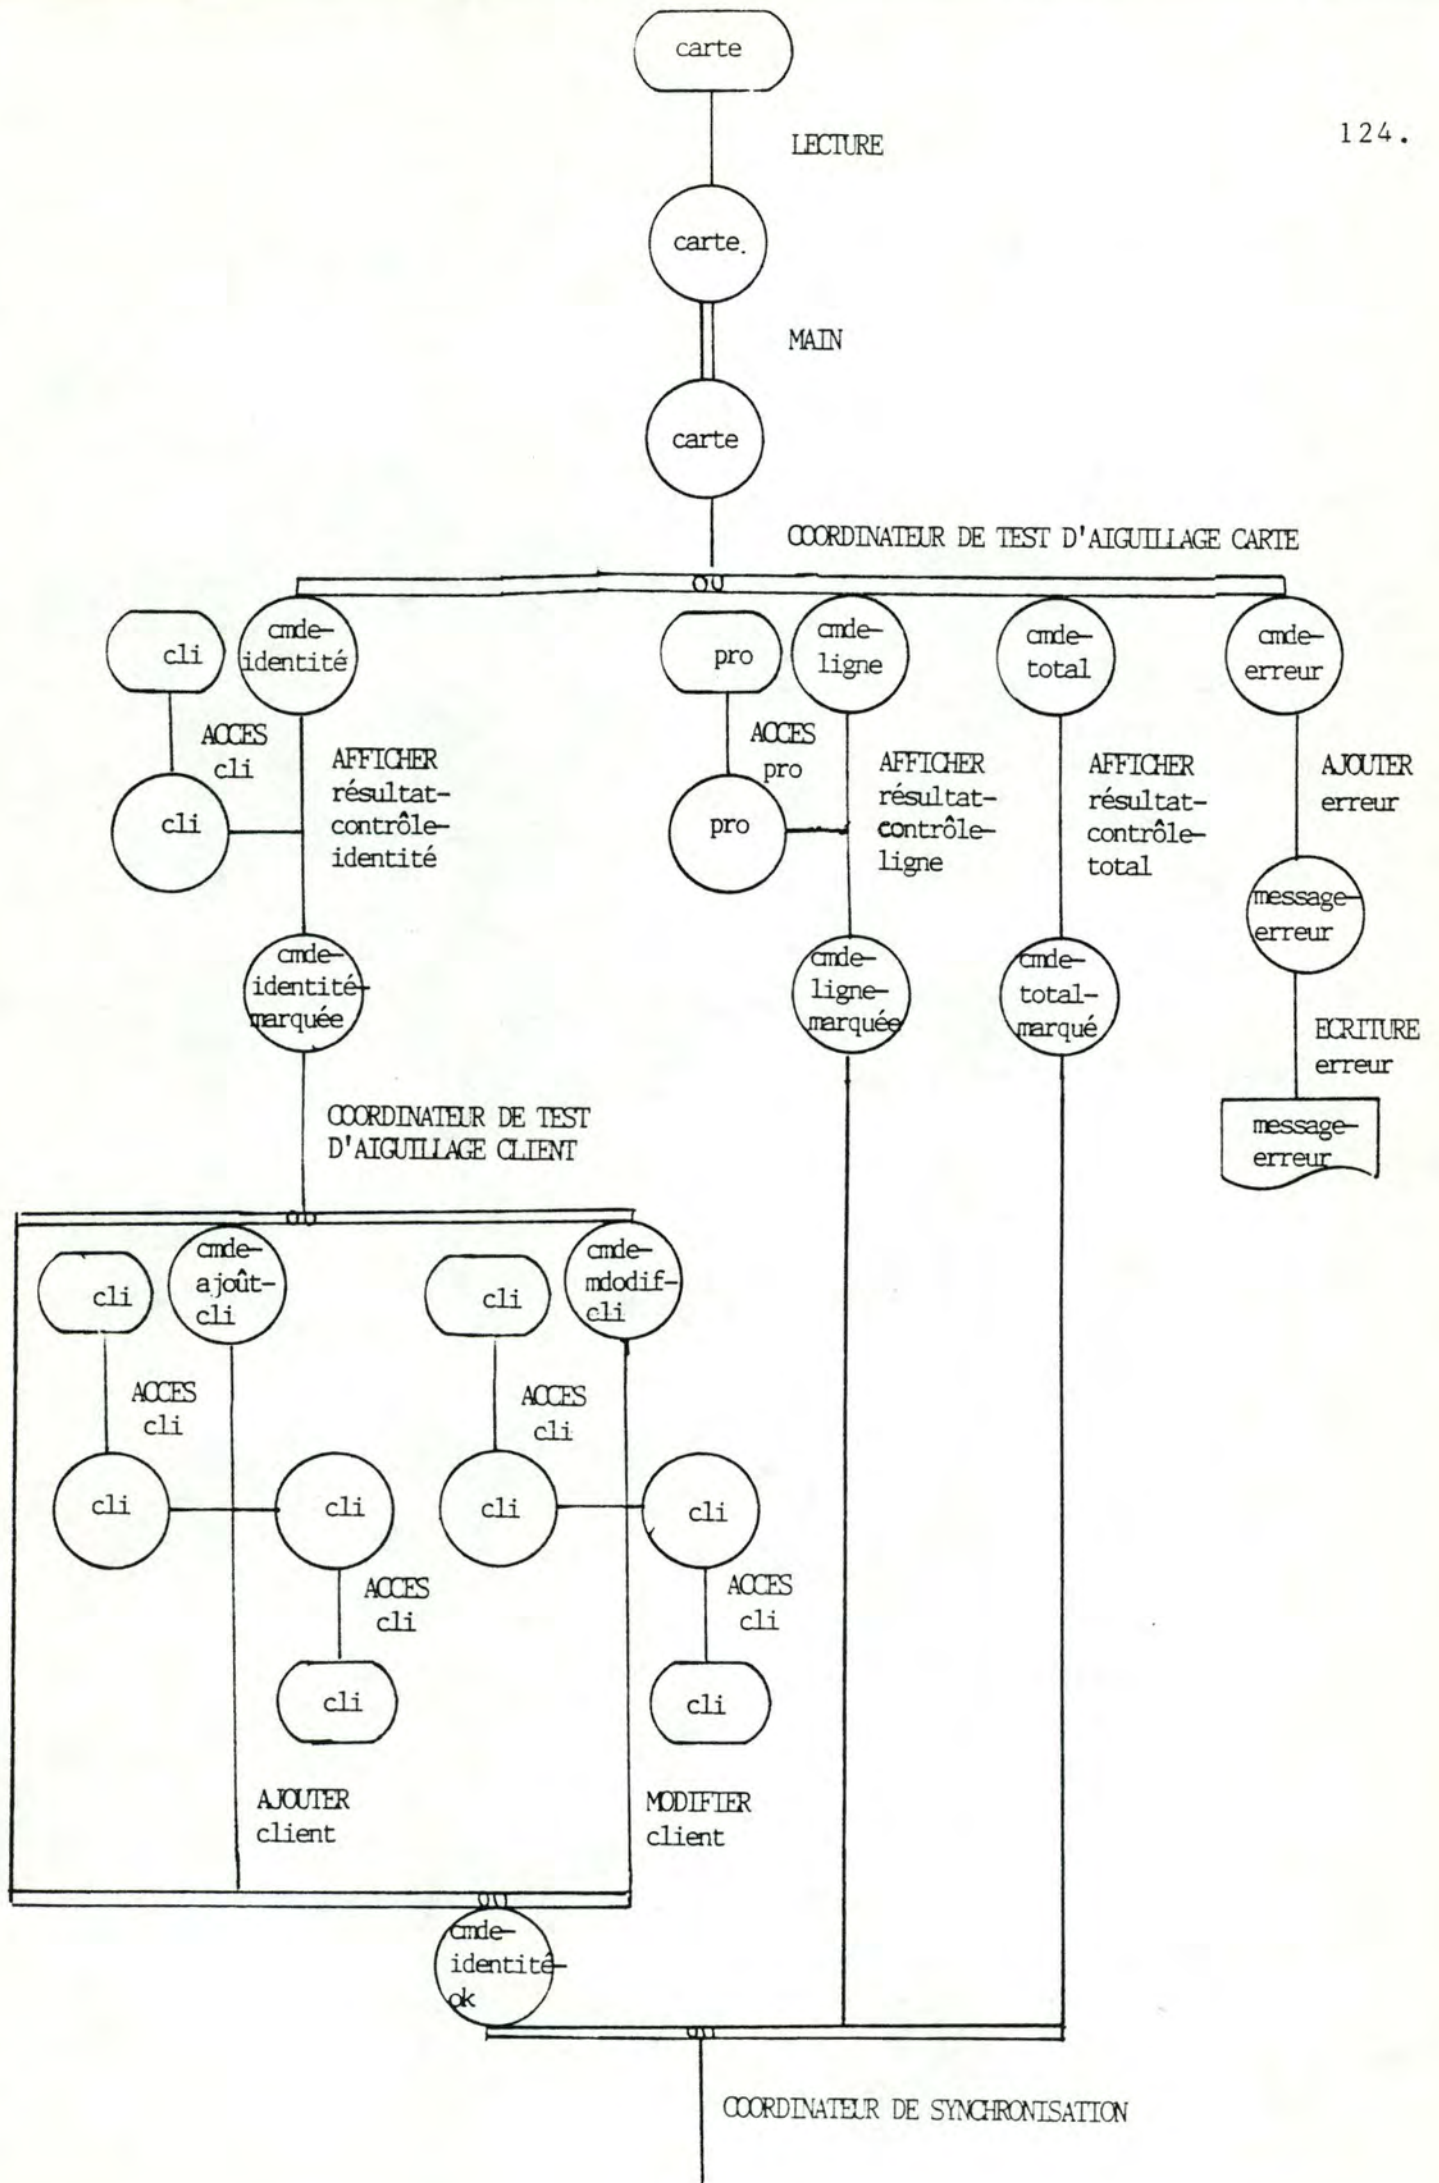 carte
124.
LECTURE
carte.
MAIN
carte
COORDINATEUR DE TEST D'AIGUILLAGE CARTE
OU
cli
cmde-
identité
pro
cmde-
ligne
cmde-
total
cmde-
erreur
ACCES
cli
AFFICHER
résultat-
contrôle-
identité
ACCES
pro
AFFICHER
résultat-
contrôle-
ligne
AFFICHER
résultat-
contrôle-
total
AJOUTER
erreur
cli
pro
message-
erreur
cmde-
identité-
marquée
cmde-
ligne-
marquée
cmde-
total-
marqué
ECRITURE
erreur
message-
erreur
COORDINATEUR DE TEST
D'AIGUILLAGE CLIENT
OU
cli
cmde-
ajoût-
cli
cli
cmde-
mdodif-
cli
ACCES
cli
ACCES
cli
cli
cli
cli
cli
ACCES
cli
ACCES
cli
cli
cli
AJOUTER
client
MODIFIER
client
OU
cmde-
identité-
ok
OU
COORDINATEUR DE SYNCHRONISATION